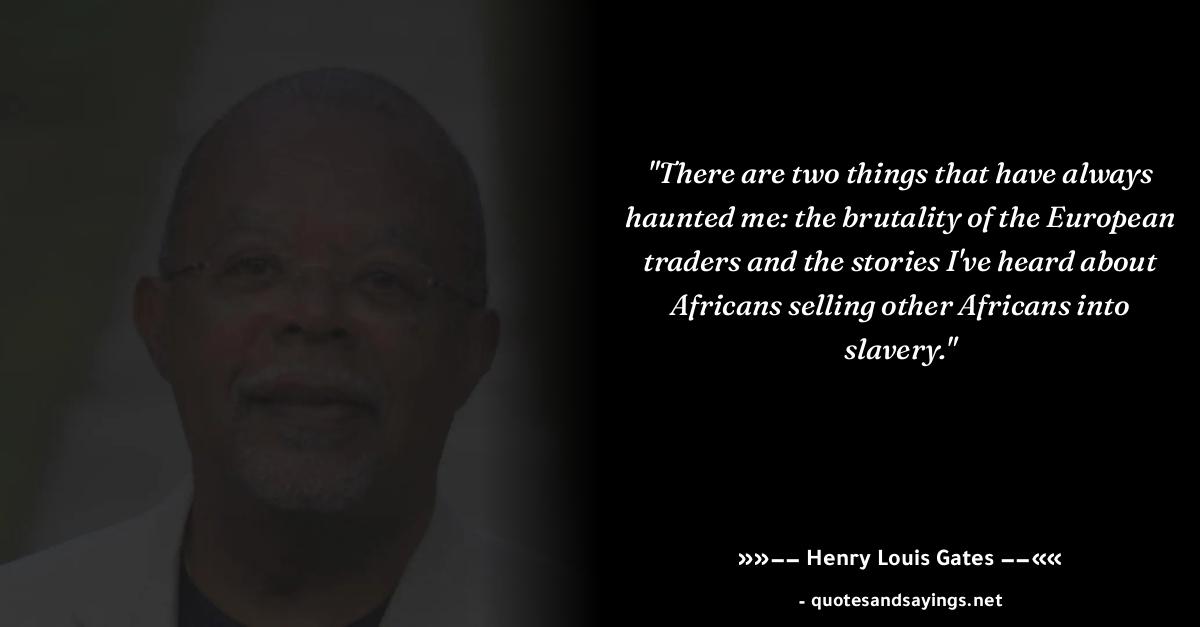 "There are two things that have always
haunted me: the brutality of the European
traders and the stories I've heard about
Africans selling other Africans into
slavery."
»»−− Henry Louis Gates −−««
- quotesandsayings.net